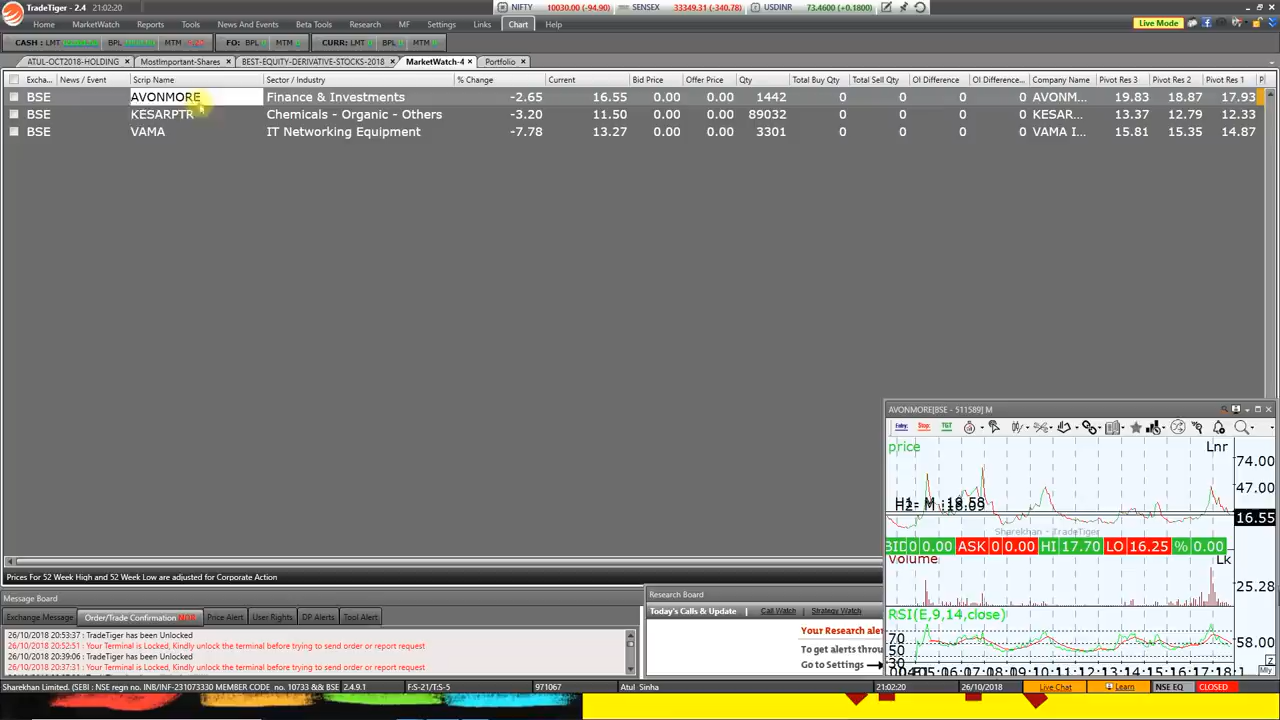 TradeTiger - 2.4 21:02:20 NIFTY 10030.00 (-94.90) SENSEX 33349.31 (-340.78) USDINR 73.4600 (+0.1800)
Home MarketWatch Reports Tools News And Events Beta Tools Research MF Settings Links Chart Help Live Mode
CASH : LMT BPL MTM FO: BPL MTM CURR: LMT BPL MTM
ATUL-OCT2018-HOLDING MostImportant-Shares BEST-EQUITY-DERIVATIVE-STOCKS-2018 MarketWatch-4 Portfolio
Excha... News / Event Scrip Name Sector / Industry % Change Current Bid Price Offer Price Qty Total Buy Qty Total Sell Qty OI Difference OI Difference... Company Name Pivot Res 3 Pivot Res 2 Pivot Res 1 P
BSE AVONMORE Finance & Investments -2.65 16.55 0.00 0.00 1442 0 0 0 0 AVONM... 19.83 18.87 17.93
BSE KESARPTR Chemicals - Organic - Others -3.20 11.50 0.00 0.00 89032 0 0 0 0 KESAR... 13.37 12.79 12.33
BSE VAMA IT Networking Equipment -7.78 13.27 0.00 0.00 3301 0 0 0 0 VAMA I... 15.81 15.35 14.87
AVONMORE[BSE - 511589].M
Entry Stop TGT
price Lnr
74.00
47.00
16.55
Sharekhan - TradeTiger
BID 0 0.00 ASK 0 0.00 HI 17.70 LO 16.25 % 0.00
Volume Lk
25.28
RSI(E,9,14,close)
70
50
30
58.00
Prices For 52 Week High and 52 Week Low are adjusted for Corporate Action
Message Board
Exchange Message Order/Trade Confirmation Price Alert User Rights DP Alerts Tool Alert
26/10/2018 20:53:37 : TradeTiger has been Unlocked
26/10/2018 20:52:51 : Your Terminal is Locked, Kindly unlock the terminal before trying to send order or report request
26/10/2018 20:39:06 : TradeTiger has been Unlocked
26/10/2018 20:37:31 : Your Terminal is Locked, Kindly unlock the terminal before trying to send order or report request
Research Board
Today's Calls & Update Call Watch Strategy Watch
Your Research aler
To get alerts throu
Go to Settings
Sharekhan Limited. (SEBI : NSE regn no. INB/INF-231073330 MEMBER CODE no. 10733 && BSE 2.4.9.1 F:S-21/T:S-5 971067 Atul Sinha 21:02:20 26/10/2018 Live Chat Learn NSE EQ CLOSED